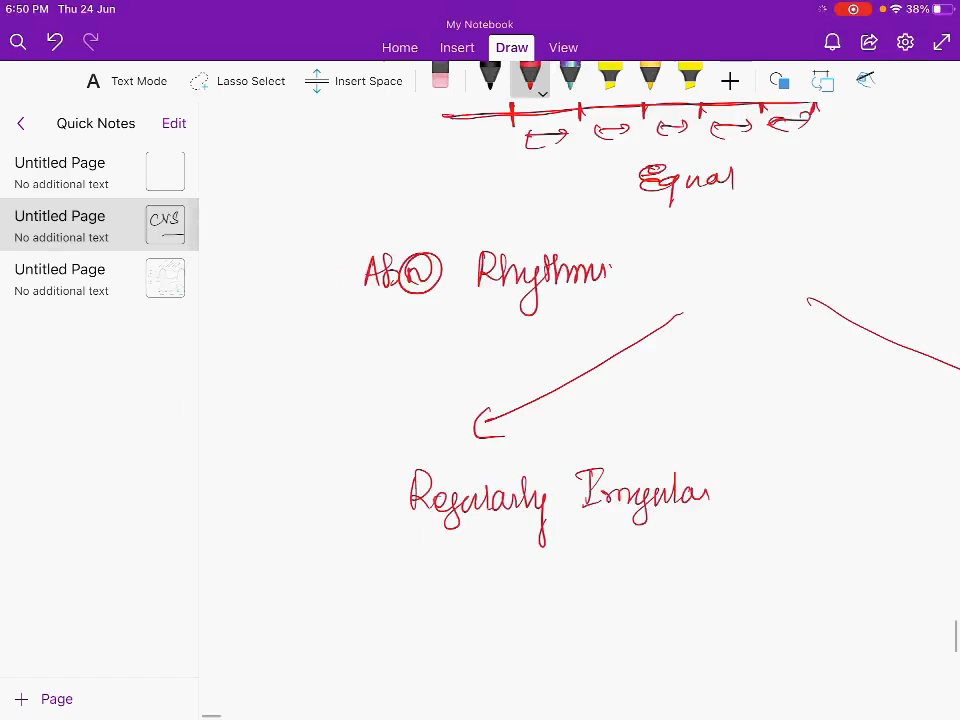 6:50 PM Thu 24 Jun
38%
My Notebook
Home Insert Draw View
Text Mode Lasso Select Insert Space
Quick Notes Edit
Untitled Page
No additional text
Untitled Page
No additional text
CNS
Untitled Page
No additional text
Equal
Abn Rhythms
Regularly Irregular
Page